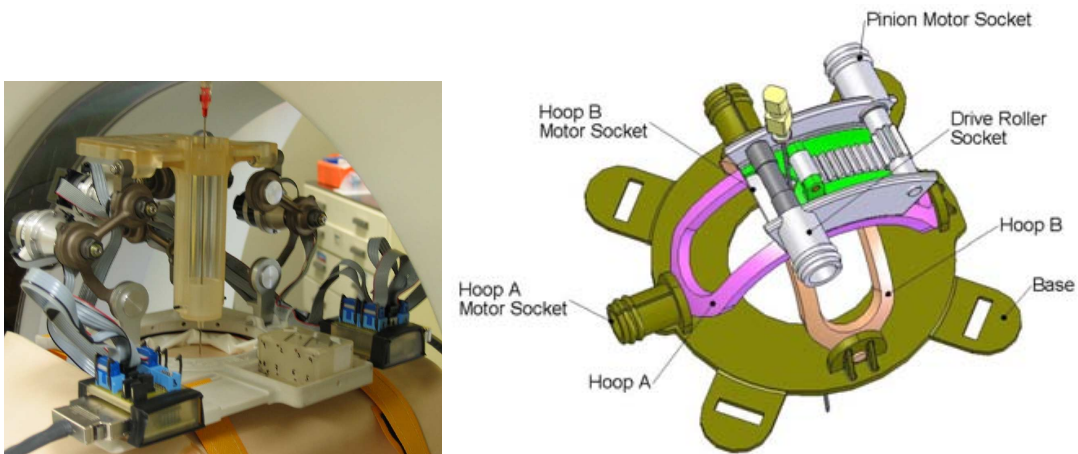 Pinion Motor Socket
Hoop B
Motor Socket
Drive Roller
Socket
Hoop B
Base
Hoop A
Motor Socket
Hoop A